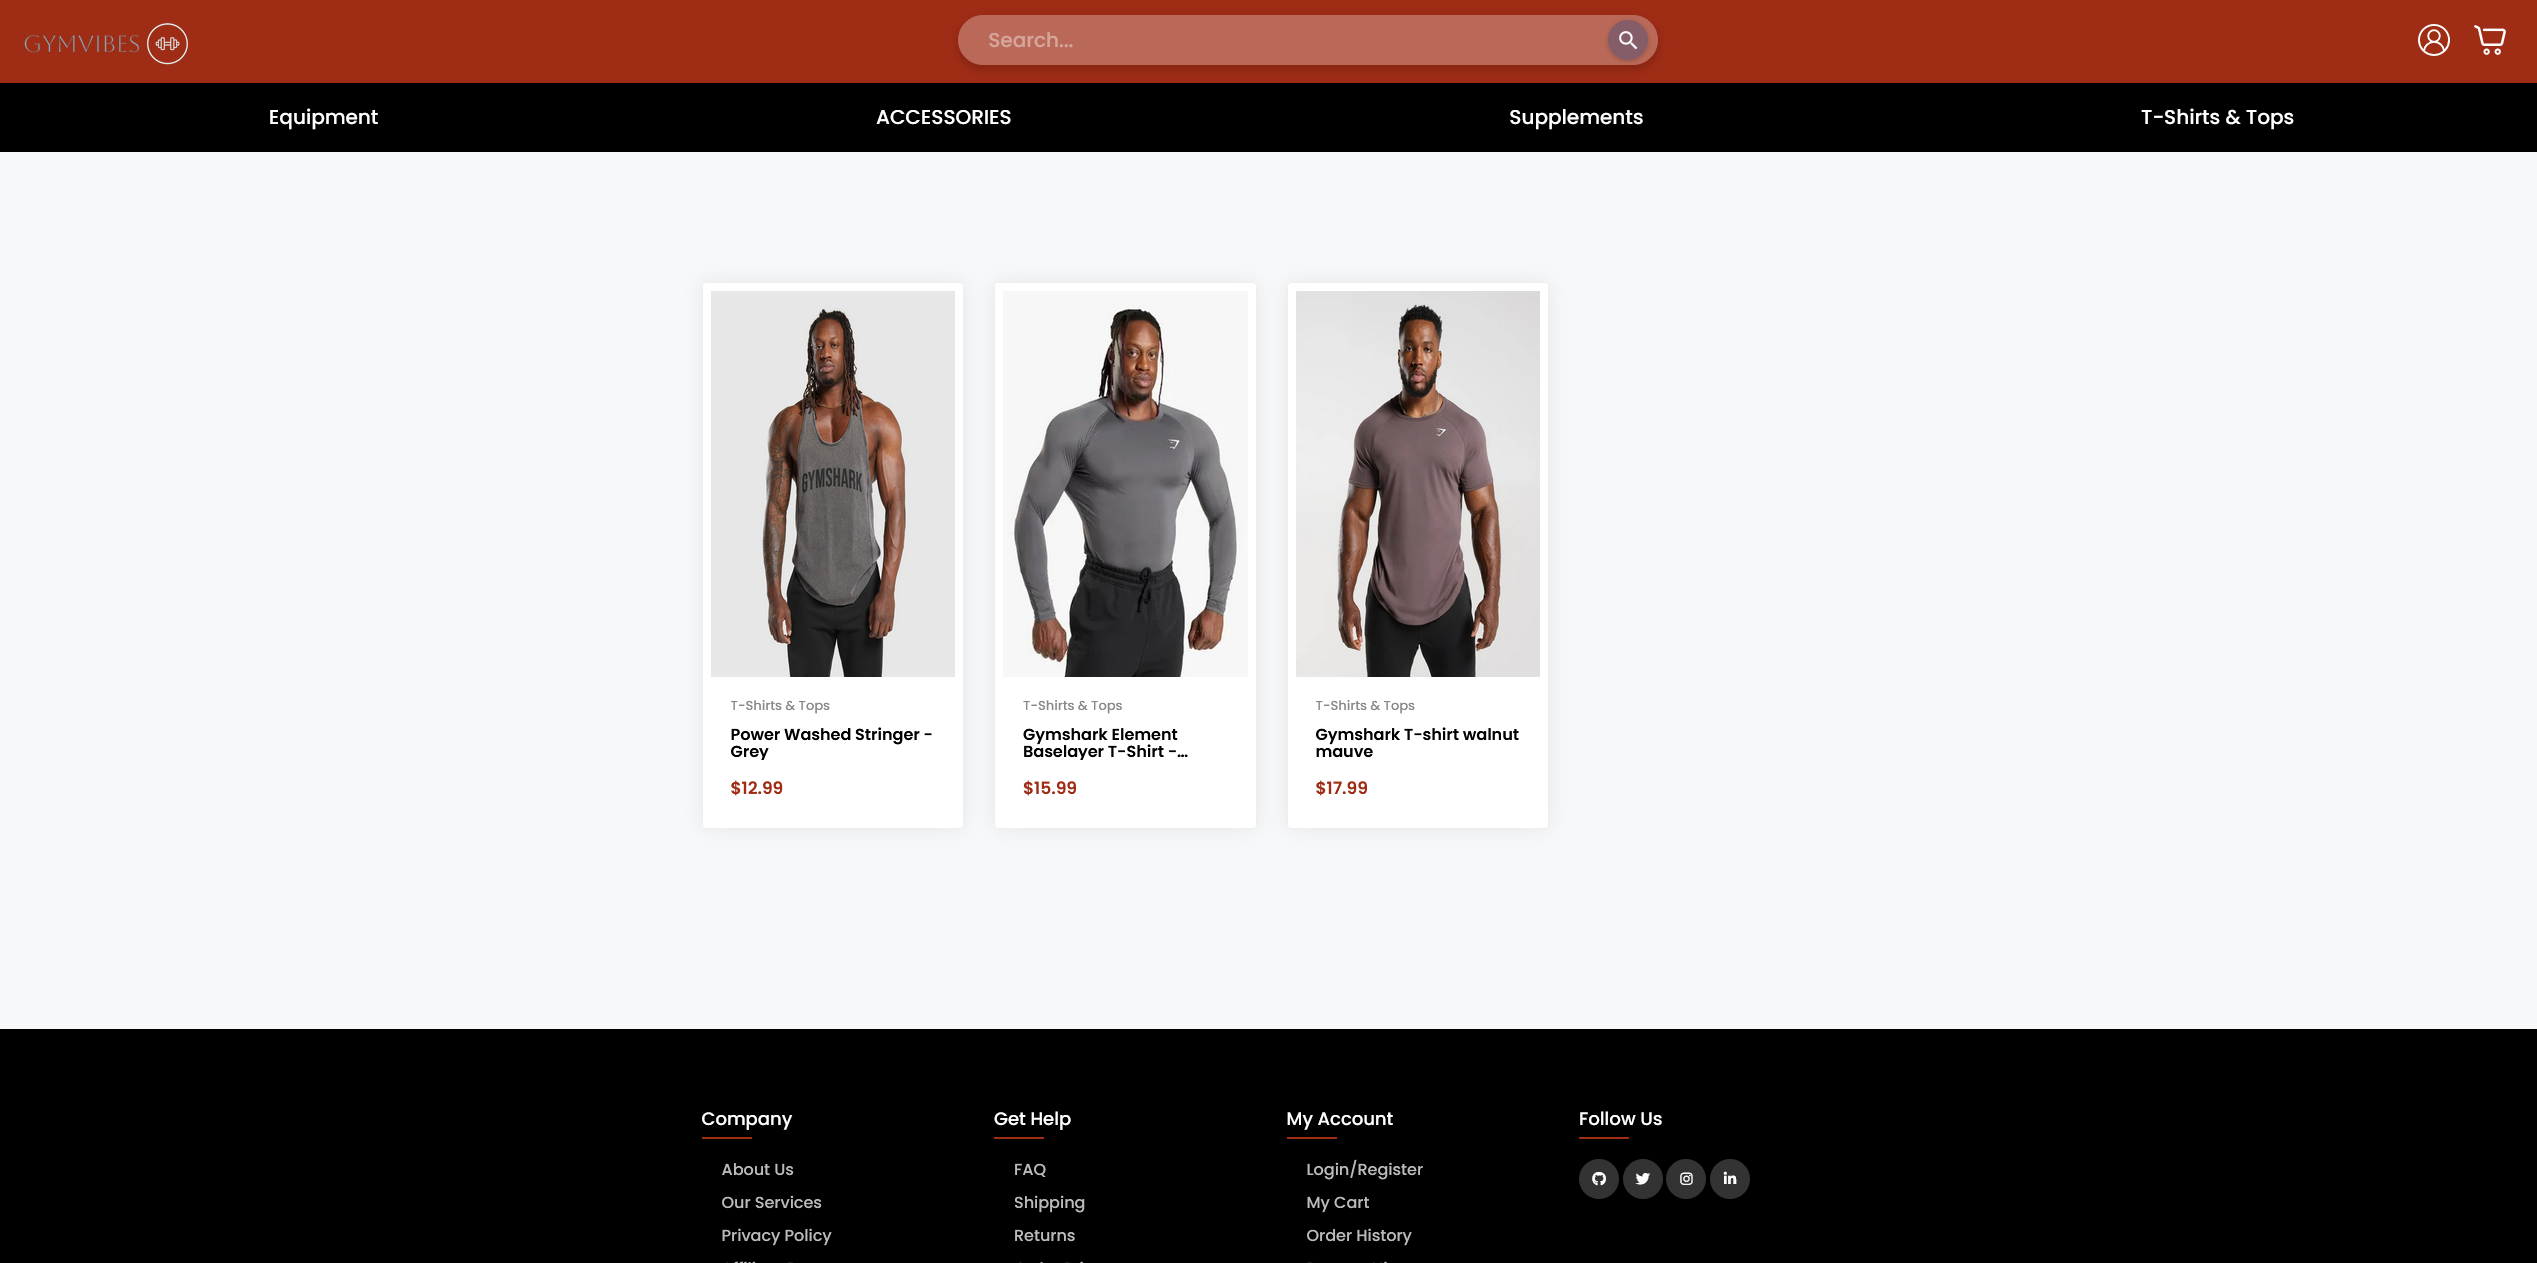 GYMVIBES
Search...
Equipment
ACCESSORIES
Supplements
T-Shirts & Tops
GYMSHARK
T-Shirts & Tops
Power Washed Stringer -
Grey
$12.99
T-Shirts & Tops
Gymshark Element
Baselayer T-Shirt -...
$15.99
T-Shirts & Tops
Gymshark T-shirt walnut
mauve
$17.99
Company
About Us
Our Services
Privacy Policy
Get Help
FAQ
Shipping
Returns
My Account
Login/Register
My Cart
Order History
Follow Us